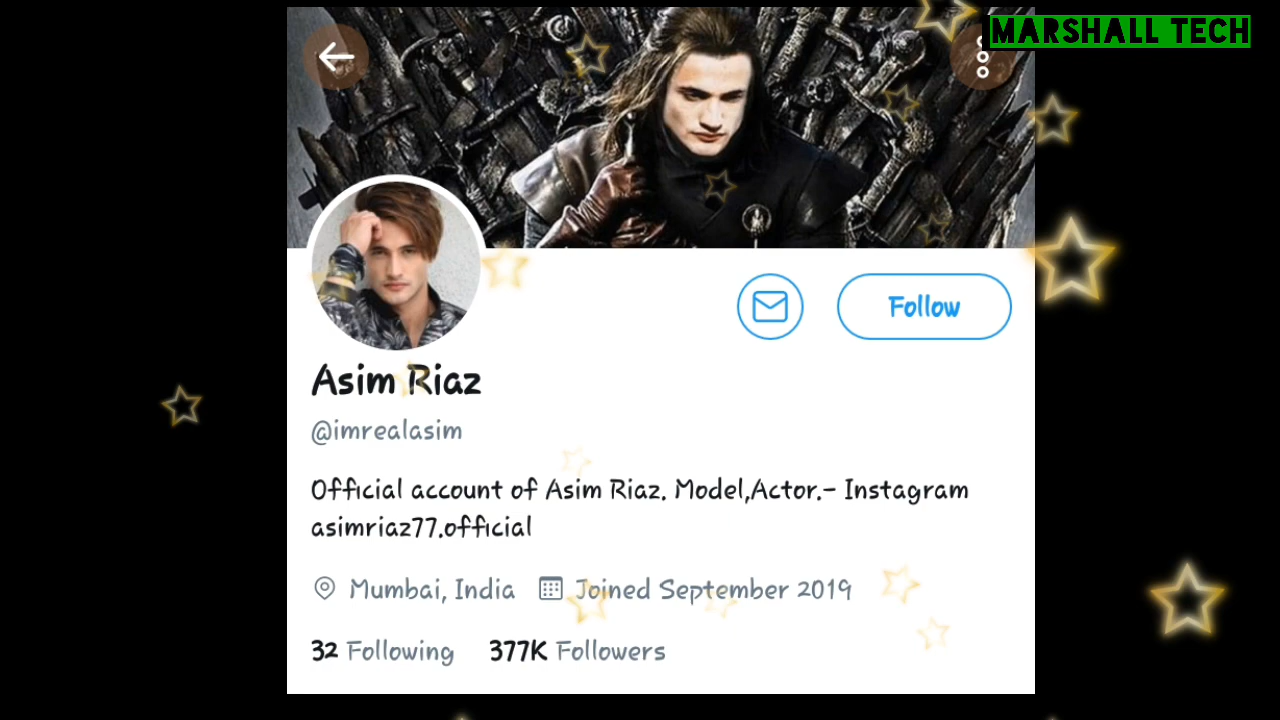 MARSHALL TECH
Follow
Asim Riaz
@imrealasim
Official account of Asim Riaz. Model,Actor.- Instagram
asimriaz77.official
Mumbai, India Joined September 2019
32 Following 377K Followers